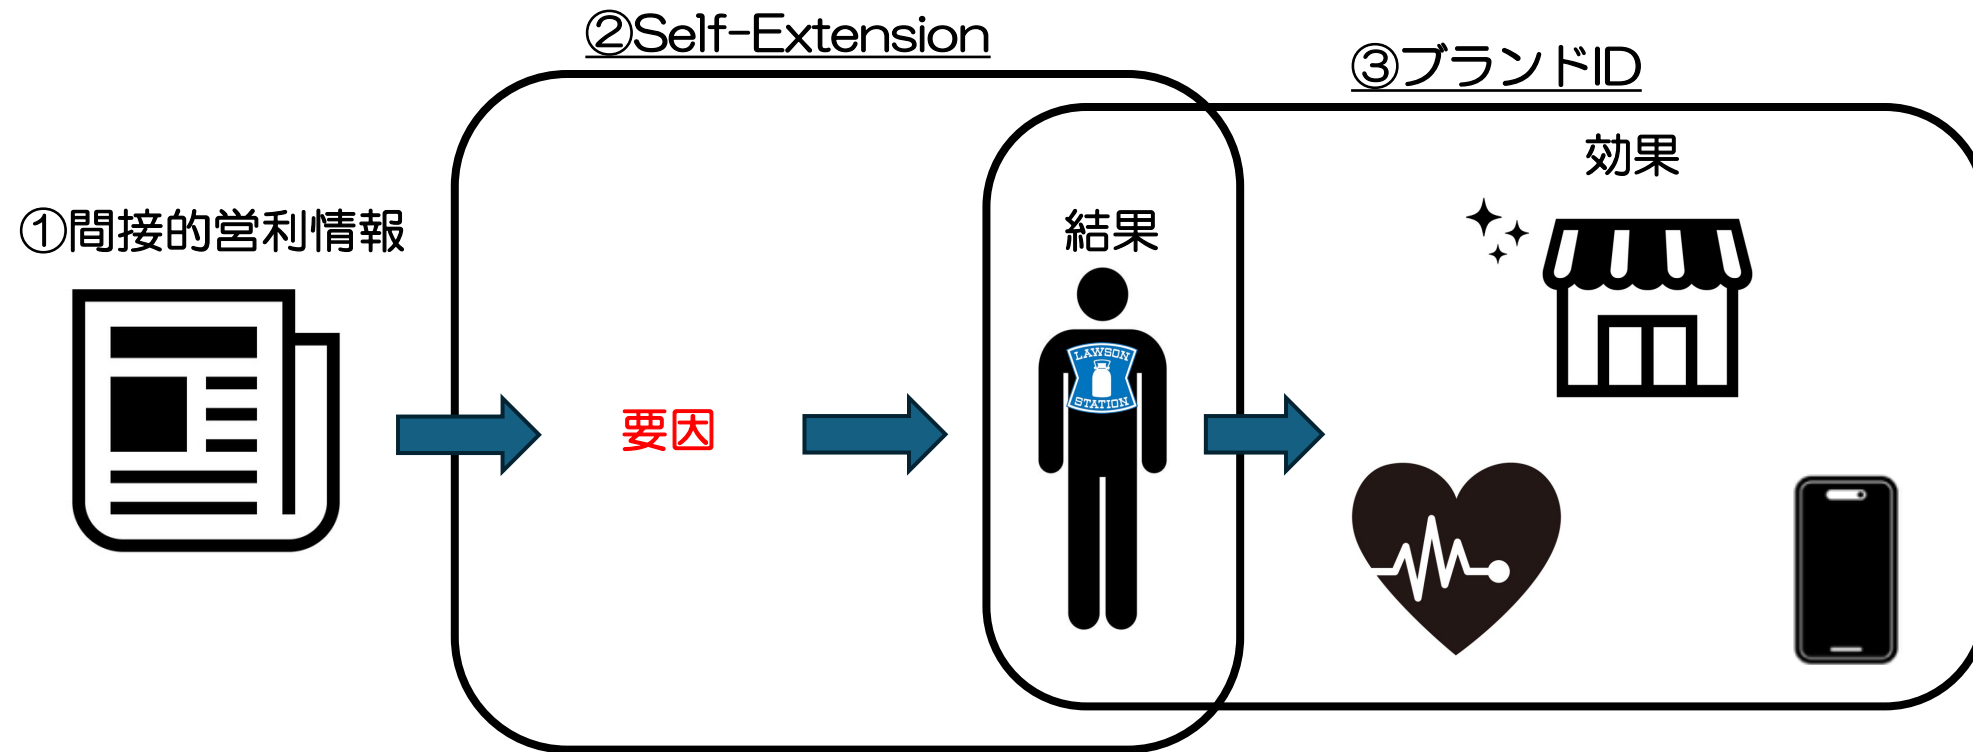 ②Self-Extension
③ブランドID
効果
①間接的営利情報
結果
LAWSON
STATION
要因